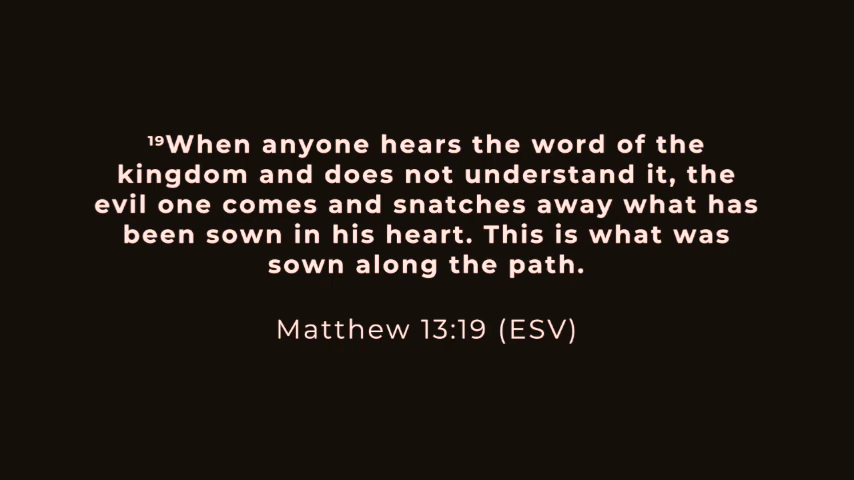 ¹⁹When anyone hears the word of the
kingdom and does not understand it, the
evil one comes and snatches away what has
been sown in his heart. This is what was
sown along the path.
Matthew 13:19 (ESV)